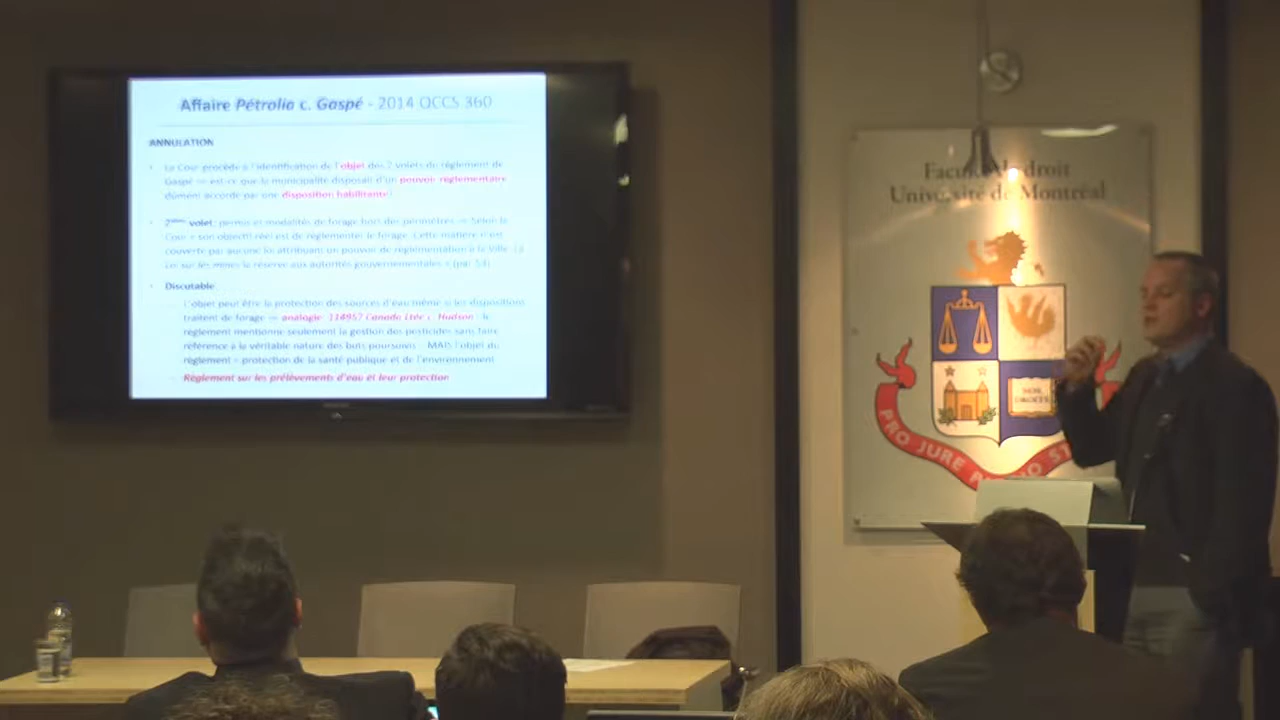 Affaire Pétrolia c. Gaspé - 2014 QCCS 360
ANNULATION
La Cour procède à l'identification de l'objet des 2 volets du règlement de
Gaspé — est-ce que la municipalité disposait d'un pouvoir réglementaire
dûment accordé par une disposition habilitante?
2ème volet: permis et modalités de forage hors des périmètres — Selon la
Cour « son objectif réel est de réglementer le forage. Cette matière n'est
couverte par aucune loi attribuant un pouvoir de réglementation à la Ville. La
Loi sur les mines la réserve aux autorités gouvernementales » (par. 53)
Discutable
L'objet peut être la protection des sources d'eau même si les dispositions
traitent de forage — analogie: 114957 Canada Ltée c. Hudson: le
règlement mentionne seulement la gestion des pesticides sans faire
référence à la véritable nature des buts poursuivis MAIS l'objet du
règlement = protection de la santé publique et de l'environnement
Règlement sur les prélèvements d'eau et leur protection
Faculté de droit
Université de Montréal
NON
DROITS
PRO JURE